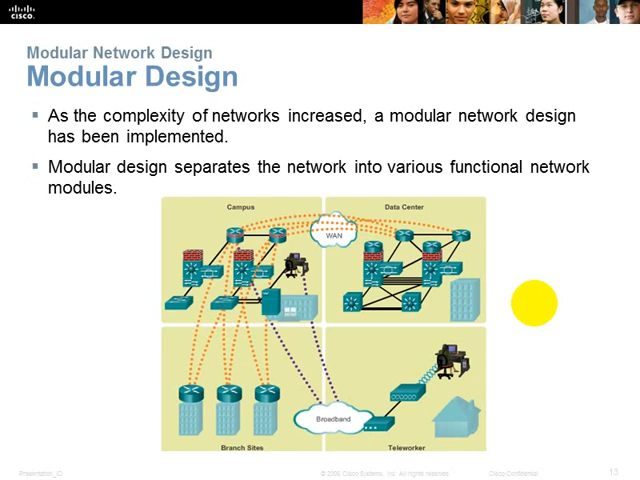 CISCO.
Modular Network Design
Modular Design
As the complexity of networks increased, a modular network design
has been implemented.
Modular design separates the network into various functional network
modules.
Campus
Data Center
WAN
Broadband
Branch Sites
Teleworker
Presentation_ID
© 2008 Cisco Systems, Inc. All rights reserved.
Cisco Confidential
13